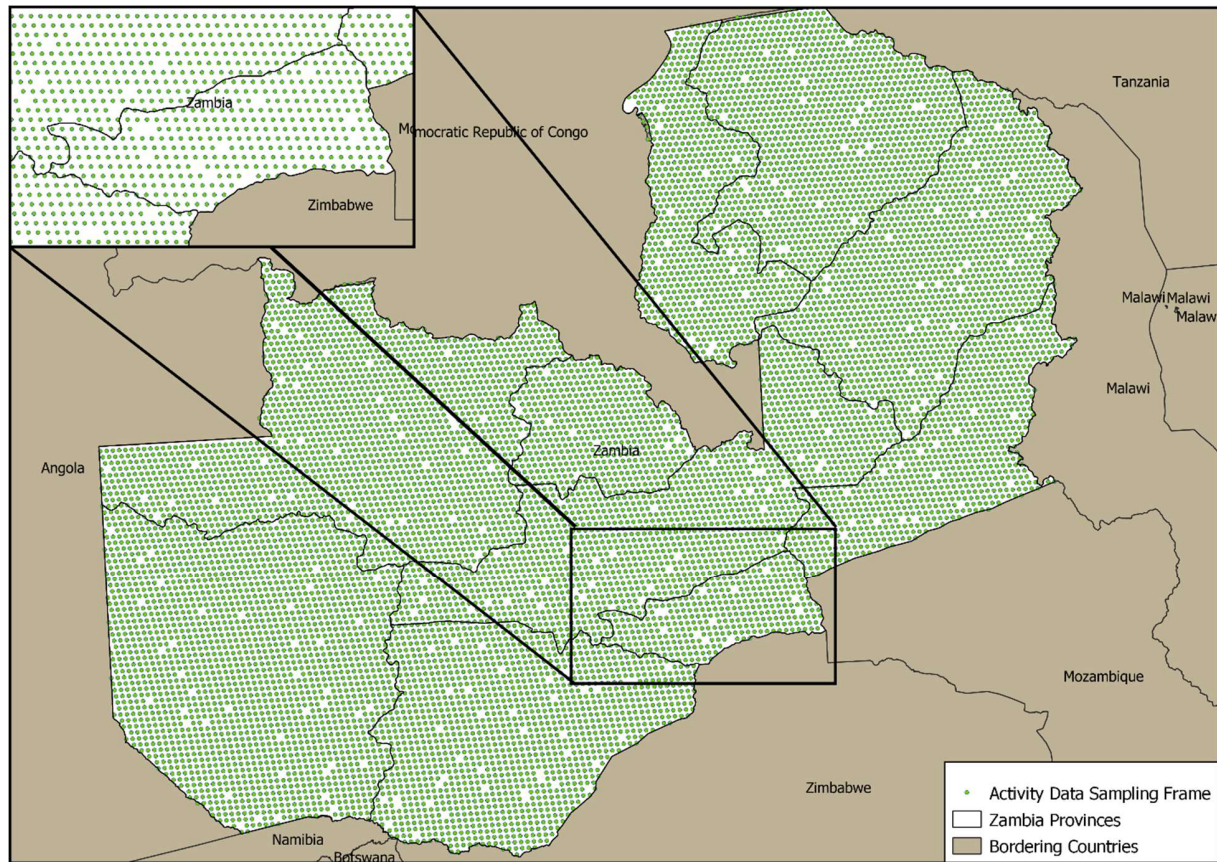 Zambia
Mo
mocratic Republic of Congo
Zimbabwe
Tanzania
Malawi
Malawi
Malaw
Malawi
Angola
Zambia
Mozambique
Zimbabwe
Namibia
Botswana
Activity Data Sampling Frame
Zambia Provinces
Bordering Countries